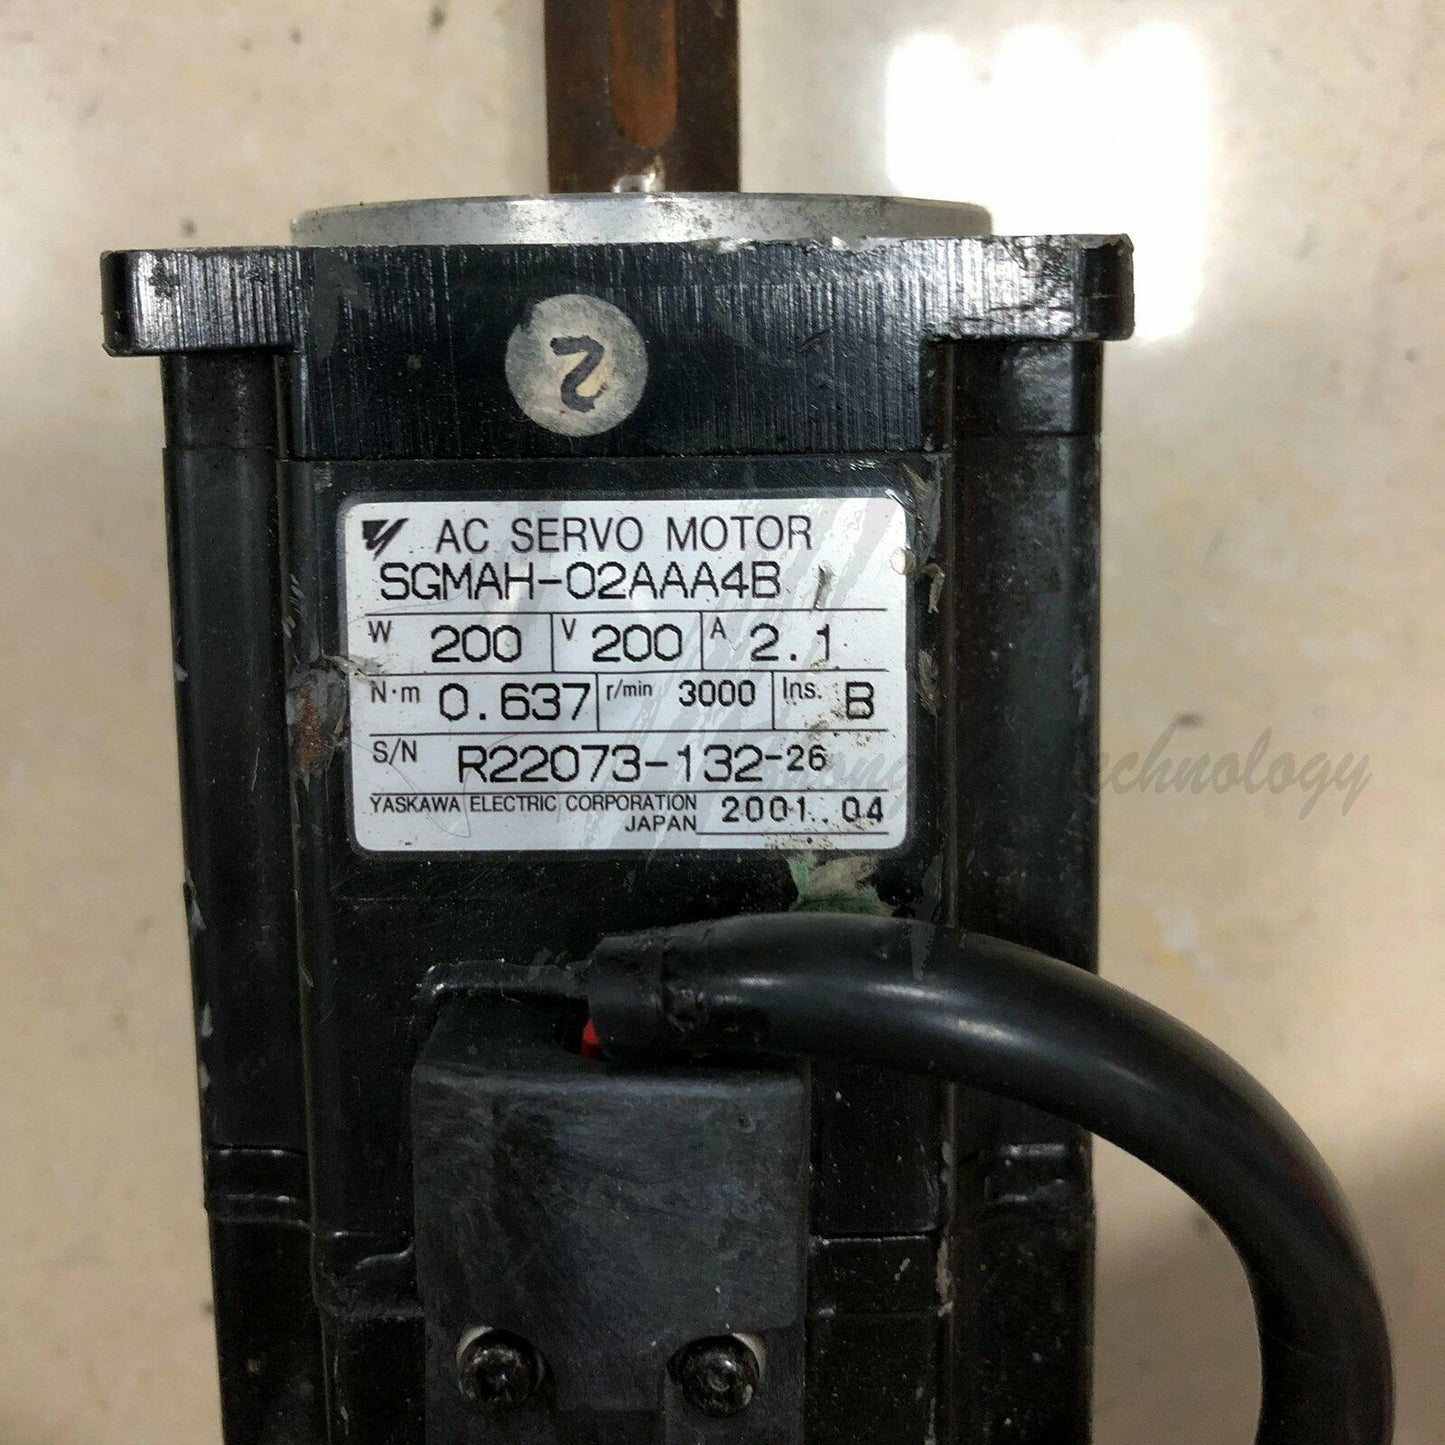 2
AC SERVO MOTOR
SGMAH-02AAA4B
W 200 V 200 A 2.1
N·m 0.637 r/min 3000 Ins. B
S/N R22073-132-26
YASKAWA ELECTRIC CORPORATION
JAPAN 2001.04